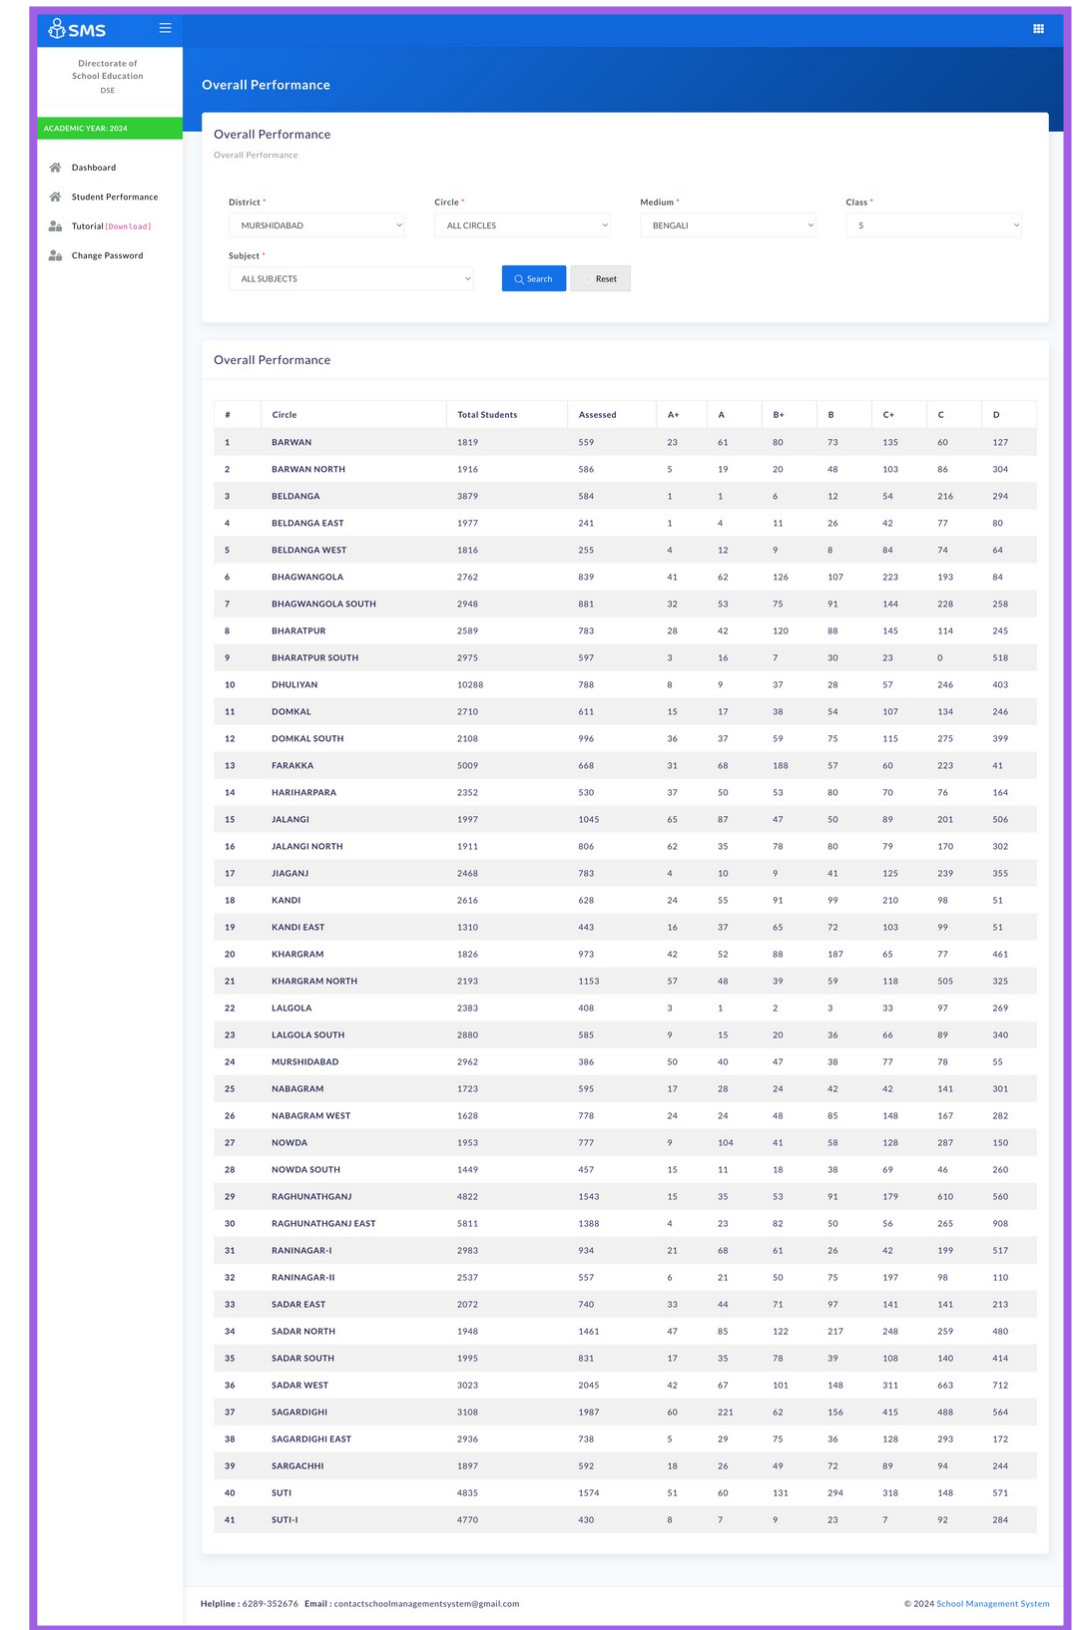 SMS
Directorate of
School Education
DSE
ACADEMIC YEAR: 2024
Dashboard
Student Performance
Tutorial [Download]
Change Password
Overall Performance
Overall Performance
Overall Performance
District * Circle * Medium * Class *
MURSHIDABAD ALL CIRCLES BENGALI 5
Subject *
ALL SUBJECTS Search Reset
Overall Performance
# Circle Total Students Assessed A+ A B+ B C+ C D
1 BARWAN 1819 559 23 61 80 73 135 60 127
2 BARWAN NORTH 1916 586 5 19 20 48 103 86 304
3 BELDANGA 3879 584 1 1 6 12 54 216 294
4 BELDANGA EAST 1977 241 1 4 11 26 42 77 80
5 BELDANGA WEST 1816 255 4 12 9 8 84 74 64
6 BHAGWANGOLA 2762 839 41 62 126 107 223 193 84
7 BHAGWANGOLA SOUTH 2948 881 32 53 75 91 144 228 258
8 BHARATPUR 2589 783 28 42 120 88 145 114 245
9 BHARATPUR SOUTH 2975 597 3 16 7 30 23 0 518
10 DHULIYAN 10288 788 8 9 37 28 57 246 403
11 DOMKAL 2710 611 15 17 38 54 107 134 246
12 DOMKAL SOUTH 2108 996 36 37 59 75 115 275 399
13 FARAKKA 5009 668 31 68 188 57 60 223 41
14 HARIHARPARA 2352 530 37 50 53 80 70 76 164
15 JALANGI 1997 1045 65 87 47 50 89 201 506
16 JALANGI NORTH 1911 806 62 35 78 80 79 170 302
17 JIAGANJ 2468 783 4 10 9 41 125 239 355
18 KANDI 2616 628 24 55 91 99 210 98 51
19 KANDI EAST 1310 443 16 37 65 72 103 99 51
20 KHARGRAM 1826 973 42 52 88 187 65 77 461
21 KHARGRAM NORTH 2193 1153 57 48 39 59 118 505 325
22 LALGOLA 2383 408 3 1 2 3 33 97 269
23 LALGOLA SOUTH 2880 585 9 15 20 36 66 89 340
24 MURSHIDABAD 2962 386 50 40 47 38 77 78 55
25 NABAGRAM 1723 595 17 28 24 42 42 141 301
26 NABAGRAM WEST 1628 778 24 24 48 85 148 167 282
27 NOWDA 1953 777 9 104 41 58 128 287 150
28 NOWDA SOUTH 1449 457 15 11 18 38 69 46 260
29 RAGHUNATHGANJ 4822 1543 15 35 53 91 179 610 560
30 RAGHUNATHGANJ EAST 5811 1388 4 23 82 50 56 265 908
31 RANINAGAR-I 2983 934 21 68 61 26 42 199 517
32 RANINAGAR-II 2537 557 6 21 50 75 197 98 110
33 SADAR EAST 2072 740 33 44 71 97 141 141 213
34 SADAR NORTH 1948 1461 47 85 122 217 248 259 480
35 SADAR SOUTH 1995 831 17 35 78 39 108 140 414
36 SADAR WEST 3023 2045 42 67 101 148 311 663 712
37 SAGARDIGHI 3108 1987 60 221 62 156 415 488 564
38 SAGARDIGHI EAST 2936 738 5 29 75 36 128 293 172
39 SARGACHHI 1897 592 18 26 49 72 89 94 244
40 SUTI 4835 1574 51 60 131 294 318 148 571
41 SUTI-I 4770 430 8 7 9 23 7 92 284
Helpline : 6289-352676 Email : contactschoolmanagementsystem@gmail.com © 2024 School Management System